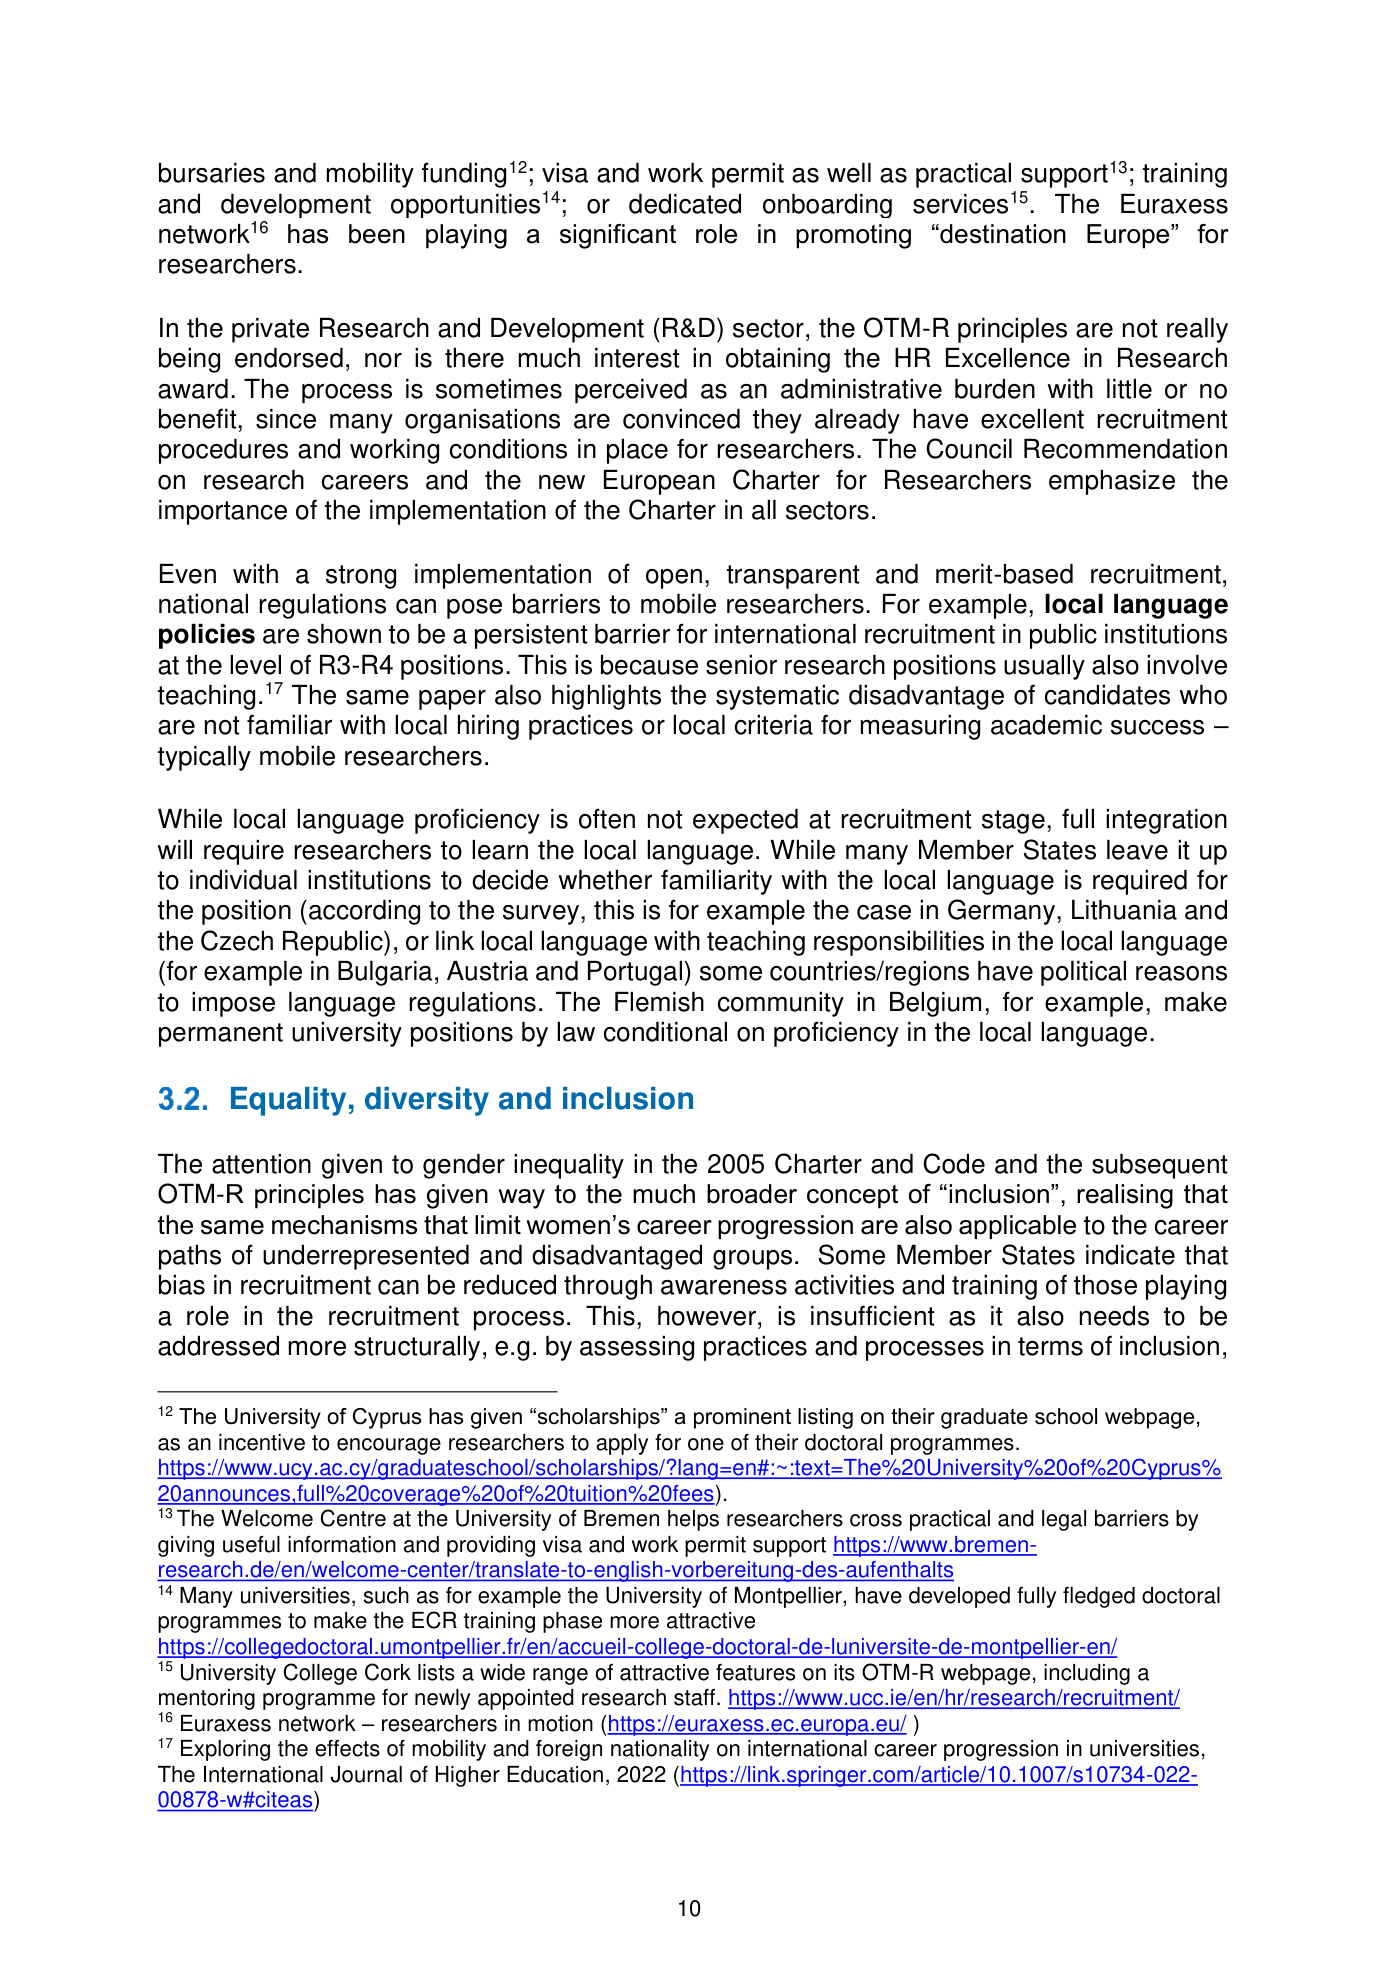 bursaries and mobility funding12; visa and work permit as well as practical support13; training
and development opportunities14; or dedicated onboarding services15. The Euraxess
network16 has been playing a significant role in promoting “destination Europe” for
researchers.
In the private Research and Development (R&D) sector, the OTM-R principles are not really
being endorsed, nor is there much interest in obtaining the HR Excellence in Research
award. The process is sometimes perceived as an administrative burden with little or no
benefit, since many organisations are convinced they already have excellent recruitment
procedures and working conditions in place for researchers. The Council Recommendation
on research careers and the new European Charter for Researchers emphasize the
importance of the implementation of the Charter in all sectors.
Even with a strong implementation of open, transparent and merit-based recruitment,
national regulations can pose barriers to mobile researchers. For example, local language
policies are shown to be a persistent barrier for international recruitment in public institutions
at the level of R3-R4 positions. This is because senior research positions usually also involve
teaching.17 The same paper also highlights the systematic disadvantage of candidates who
are not familiar with local hiring practices or local criteria for measuring academic success –
typically mobile researchers.
While local language proficiency is often not expected at recruitment stage, full integration
will require researchers to learn the local language. While many Member States leave it up
to individual institutions to decide whether familiarity with the local language is required for
the position (according to the survey, this is for example the case in Germany, Lithuania and
the Czech Republic), or link local language with teaching responsibilities in the local language
(for example in Bulgaria, Austria and Portugal) some countries/regions have political reasons
to impose language regulations. The Flemish community in Belgium, for example, make
permanent university positions by law conditional on proficiency in the local language.
3.2. Equality, diversity and inclusion
The attention given to gender inequality in the 2005 Charter and Code and the subsequent
OTM-R principles has given way to the much broader concept of “inclusion”, realising that
the same mechanisms that limit women’s career progression are also applicable to the career
paths of underrepresented and disadvantaged groups. Some Member States indicate that
bias in recruitment can be reduced through awareness activities and training of those playing
a role in the recruitment process. This, however, is insufficient as it also needs to be
addressed more structurally, e.g. by assessing practices and processes in terms of inclusion,
12 The University of Cyprus has given “scholarships” a prominent listing on their graduate school webpage,
as an incentive to encourage researchers to apply for one of their doctoral programmes.
https://www.ucy.ac.cy/graduateschool/scholarships/?lang=en#:~:text=The%20University%20of%20Cyprus%
20announces,full%20coverage%20of%20tuition%20fees).
13 The Welcome Centre at the University of Bremen helps researchers cross practical and legal barriers by
giving useful information and providing visa and work permit support https://www.bremen-
research.de/en/welcome-center/translate-to-english-vorbereitung-des-aufenthalts
14 Many universities, such as for example the University of Montpellier, have developed fully fledged doctoral
programmes to make the ECR training phase more attractive
https://collegedoctoral.umontpellier.fr/en/accueil-college-doctoral-de-luniversite-de-montpellier-en/
15 University College Cork lists a wide range of attractive features on its OTM-R webpage, including a
mentoring programme for newly appointed research staff. https://www.ucc.ie/en/hr/research/recruitment/
16 Euraxess network – researchers in motion (https://euraxess.ec.europa.eu/ )
17 Exploring the effects of mobility and foreign nationality on international career progression in universities,
The International Journal of Higher Education, 2022 (https://link.springer.com/article/10.1007/s10734-022-
00878-w#citeas)
10